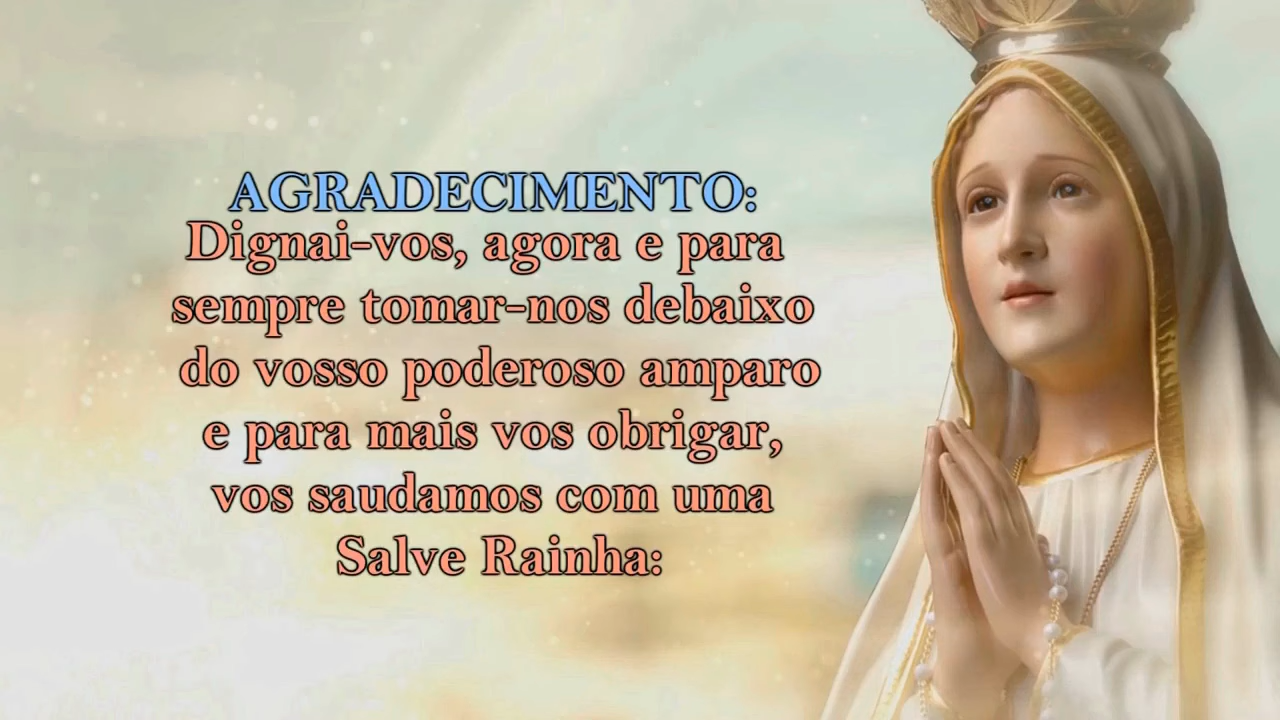 AGRADECIMENTO:
Dignai-vos, agora e para
sempre tomar-nos debaixo
do vosso poderoso amparo
e para mais vos obrigar,
vos saudamos com uma
Salve Rainha: